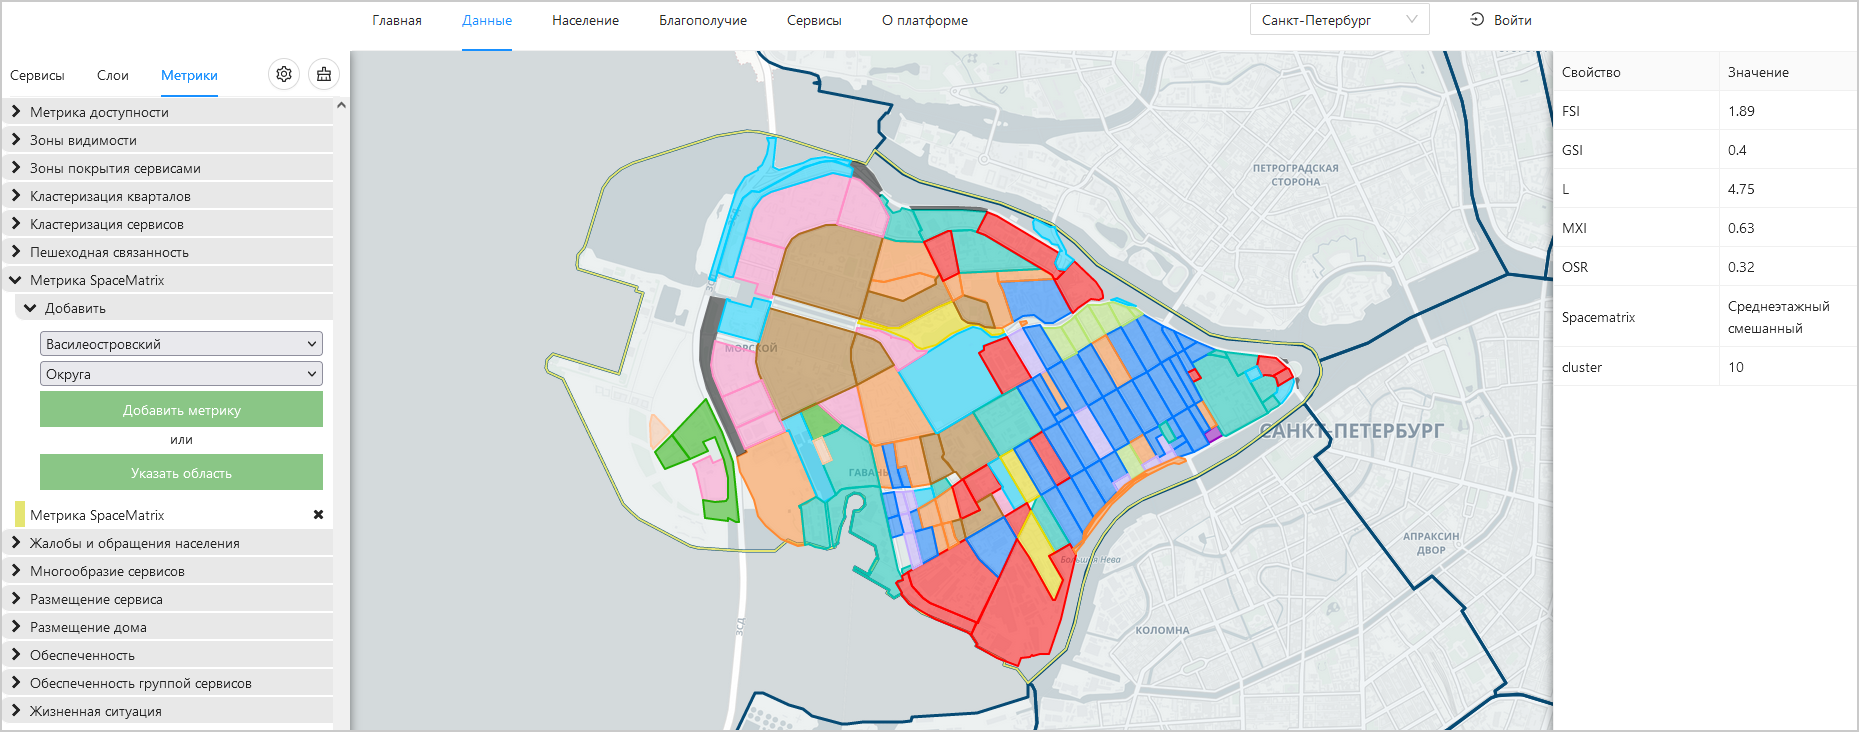 Главная Данные Население Благополучие Сервисы О платформе Санкт-Петербург Войти
Сервисы Слои Метрики
Метрика доступности
Зоны видимости
Зоны покрытия сервисами
Кластеризация кварталов
Кластеризация сервисов
Пешеходная связанность
Метрика SpaceMatrix
Добавить
Василеостровский
Округа
Добавить метрику
или
Указать область
Метрика SpaceMatrix
Жалобы и обращения населения
Многообразие сервисов
Размещение сервиса
Размещение дома
Обеспеченность
Обеспеченность группой сервисов
Жизненная ситуация
ПЕТРОГРАДСКАЯ
СТОРОНА
ЗСД
МОРСКОЙ
САНКТ-ПЕТЕРБУРГ
ГАВАНЬ
АПРАКСИН
ДВОР
Большая Нева
ЗСД
КОЛОМНА
Свойство Значение
FSI 1.89
GSI 0.4
L 4.75
MXI 0.63
OSR 0.32
Spacematrix Среднеэтажный
смешанный
cluster 10